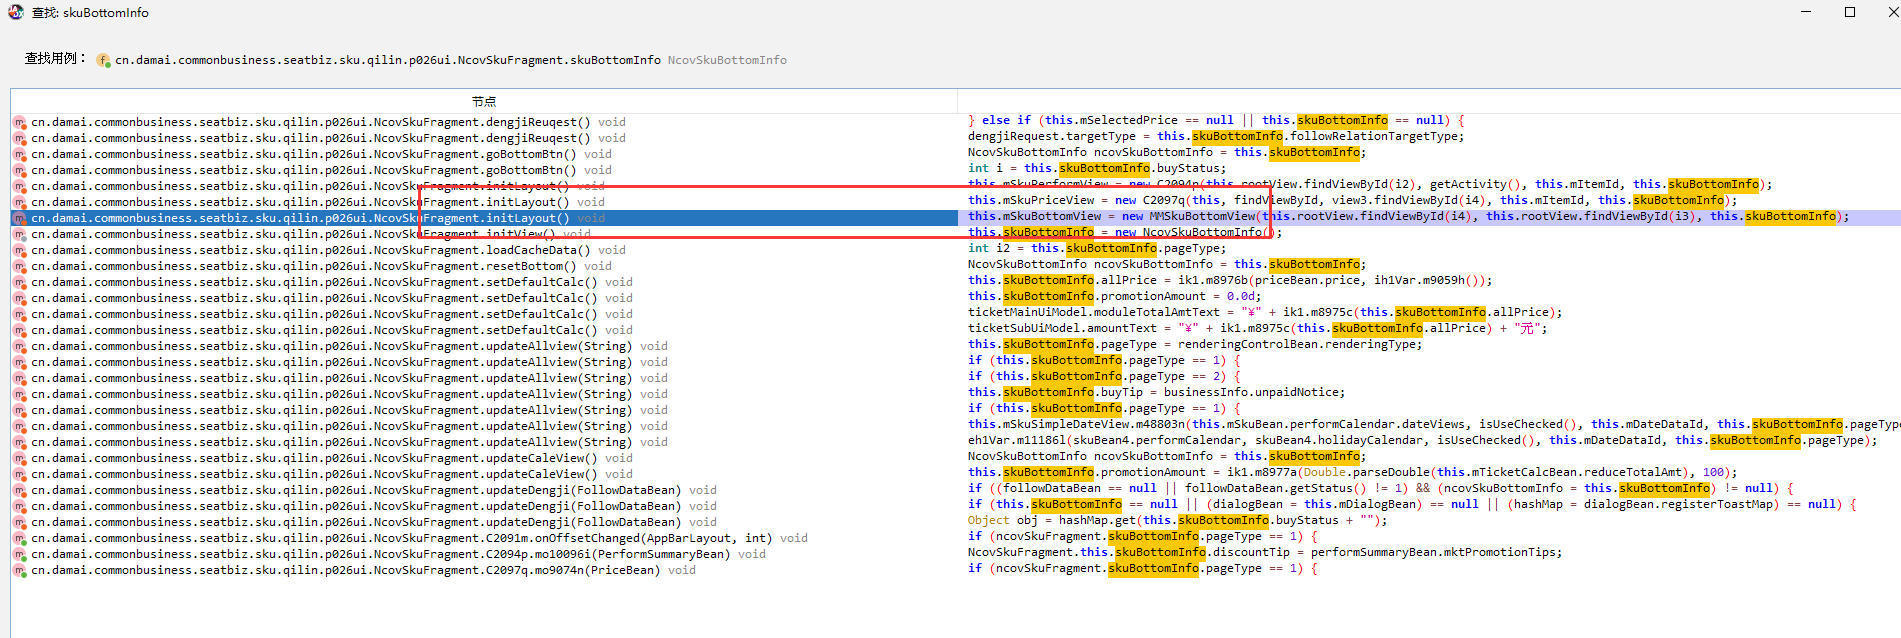 查找: skuBottomInfo
查找用例： f cn.damai.commonbusiness.seatbiz.sku.qilin.p026ui.NcovSkuFragment.skuBottomInfo NcovSkuBottomInfo
节点
cn.damai.commonbusiness.seatbiz.sku.qilin.p026ui.NcovSkuFragment.dengjiReuqest() void } else if (this.mSelectedPrice == null || this.skuBottomInfo == null) {
cn.damai.commonbusiness.seatbiz.sku.qilin.p026ui.NcovSkuFragment.dengjiReuqest() void dengjiRequest.targetType = this.skuBottomInfo.followRelationTargetType;
cn.damai.commonbusiness.seatbiz.sku.qilin.p026ui.NcovSkuFragment.goBottomBtn() void NcovSkuBottomInfo ncovSkuBottomInfo = this.skuBottomInfo;
cn.damai.commonbusiness.seatbiz.sku.qilin.p026ui.NcovSkuFragment.goBottomBtn() void int i = this.skuBottomInfo.buyStatus;
cn.damai.commonbusiness.seatbiz.sku.qilin.p026ui.NcovSkuFragment.initLayout() void this.mSkuPerformView = new C2094p(this.rootView.findViewById(i2), getActivity(), this.mItemId, this.skuBottomInfo);
cn.damai.commonbusiness.seatbiz.sku.qilin.p026ui.NcovSkuFragment.initLayout() void this.mSkuPriceView = new C2097q(this, findViewById, view3.findViewById(i4), this.mItemId, this.skuBottomInfo);
cn.damai.commonbusiness.seatbiz.sku.qilin.p026ui.NcovSkuFragment.initLayout() void this.mSkuBottomView = new MMSkuBottomView(this.rootView.findViewById(i4), this.rootView.findViewById(i3), this.skuBottomInfo);
cn.damai.commonbusiness.seatbiz.sku.qilin.p026ui.NcovSkuFragment.initView() void this.skuBottomInfo = new NcovSkuBottomInfo();
cn.damai.commonbusiness.seatbiz.sku.qilin.p026ui.NcovSkuFragment.loadCacheData() void int i2 = this.skuBottomInfo.pageType;
cn.damai.commonbusiness.seatbiz.sku.qilin.p026ui.NcovSkuFragment.resetBottom() void NcovSkuBottomInfo ncovSkuBottomInfo = this.skuBottomInfo;
cn.damai.commonbusiness.seatbiz.sku.qilin.p026ui.NcovSkuFragment.setDefaultCalc() void this.skuBottomInfo.allPrice = ik1.m8976b(priceBean.price, ih1Var.m9059h());
cn.damai.commonbusiness.seatbiz.sku.qilin.p026ui.NcovSkuFragment.setDefaultCalc() void this.skuBottomInfo.promotionAmount = 0.0d;
cn.damai.commonbusiness.seatbiz.sku.qilin.p026ui.NcovSkuFragment.setDefaultCalc() void ticketMainUiModel.moduleTotalAmtText = "¥" + ik1.m8975c(this.skuBottomInfo.allPrice);
cn.damai.commonbusiness.seatbiz.sku.qilin.p026ui.NcovSkuFragment.setDefaultCalc() void ticketSubUiModel.amountText = "¥" + ik1.m8975c(this.skuBottomInfo.allPrice) + "元";
cn.damai.commonbusiness.seatbiz.sku.qilin.p026ui.NcovSkuFragment.updateAllview(String) void this.skuBottomInfo.pageType = renderingControlBean.renderingType;
cn.damai.commonbusiness.seatbiz.sku.qilin.p026ui.NcovSkuFragment.updateAllview(String) void if (this.skuBottomInfo.pageType == 1) {
cn.damai.commonbusiness.seatbiz.sku.qilin.p026ui.NcovSkuFragment.updateAllview(String) void if (this.skuBottomInfo.pageType == 2) {
cn.damai.commonbusiness.seatbiz.sku.qilin.p026ui.NcovSkuFragment.updateAllview(String) void this.skuBottomInfo.buyTip = businessInfo.unpaidNotice;
cn.damai.commonbusiness.seatbiz.sku.qilin.p026ui.NcovSkuFragment.updateAllview(String) void if (this.skuBottomInfo.pageType == 1) {
cn.damai.commonbusiness.seatbiz.sku.qilin.p026ui.NcovSkuFragment.updateAllview(String) void this.mSkuSimpleDateView.m48803n(this.mSkuBean.performCalendar.dateViews, isUseChecked(), this.mDateDataId, this.skuBottomInfo.pageType
cn.damai.commonbusiness.seatbiz.sku.qilin.p026ui.NcovSkuFragment.updateAllview(String) void eh1Var.m11186l(skuBean4.performCalendar, skuBean4.holidayCalendar, isUseChecked(), this.mDateDataId, this.skuBottomInfo.pageType);
cn.damai.commonbusiness.seatbiz.sku.qilin.p026ui.NcovSkuFragment.updateCaleView() void NcovSkuBottomInfo ncovSkuBottomInfo = this.skuBottomInfo;
cn.damai.commonbusiness.seatbiz.sku.qilin.p026ui.NcovSkuFragment.updateCaleView() void this.skuBottomInfo.promotionAmount = ik1.m8977a(Double.parseDouble(this.mTicketCalcBean.reduceTotalAmt), 100);
cn.damai.commonbusiness.seatbiz.sku.qilin.p026ui.NcovSkuFragment.updateDengji(FollowDataBean) void if ((followDataBean == null || followDataBean.getStatus() != 1) && (ncovSkuBottomInfo = this.skuBottomInfo) != null) {
cn.damai.commonbusiness.seatbiz.sku.qilin.p026ui.NcovSkuFragment.updateDengji(FollowDataBean) void if (this.skuBottomInfo == null || (dialogBean = this.mDialogBean) == null || (hashMap = dialogBean.registerToastMap) == null) {
cn.damai.commonbusiness.seatbiz.sku.qilin.p026ui.NcovSkuFragment.updateDengji(FollowDataBean) void Object obj = hashMap.get(this.skuBottomInfo.buyStatus + "");
cn.damai.commonbusiness.seatbiz.sku.qilin.p026ui.NcovSkuFragment.C2091m.onOffsetChanged(AppBarLayout, int) void if (ncovSkuFragment.skuBottomInfo.pageType == 1) {
cn.damai.commonbusiness.seatbiz.sku.qilin.p026ui.NcovSkuFragment.C2094p.mo10096i(PerformSummaryBean) void NcovSkuFragment.this.skuBottomInfo.discountTip = performSummaryBean.mktPromotionTips;
cn.damai.commonbusiness.seatbiz.sku.qilin.p026ui.NcovSkuFragment.C2097q.mo9074n(PriceBean) void if (ncovSkuFragment.skuBottomInfo.pageType == 1) {